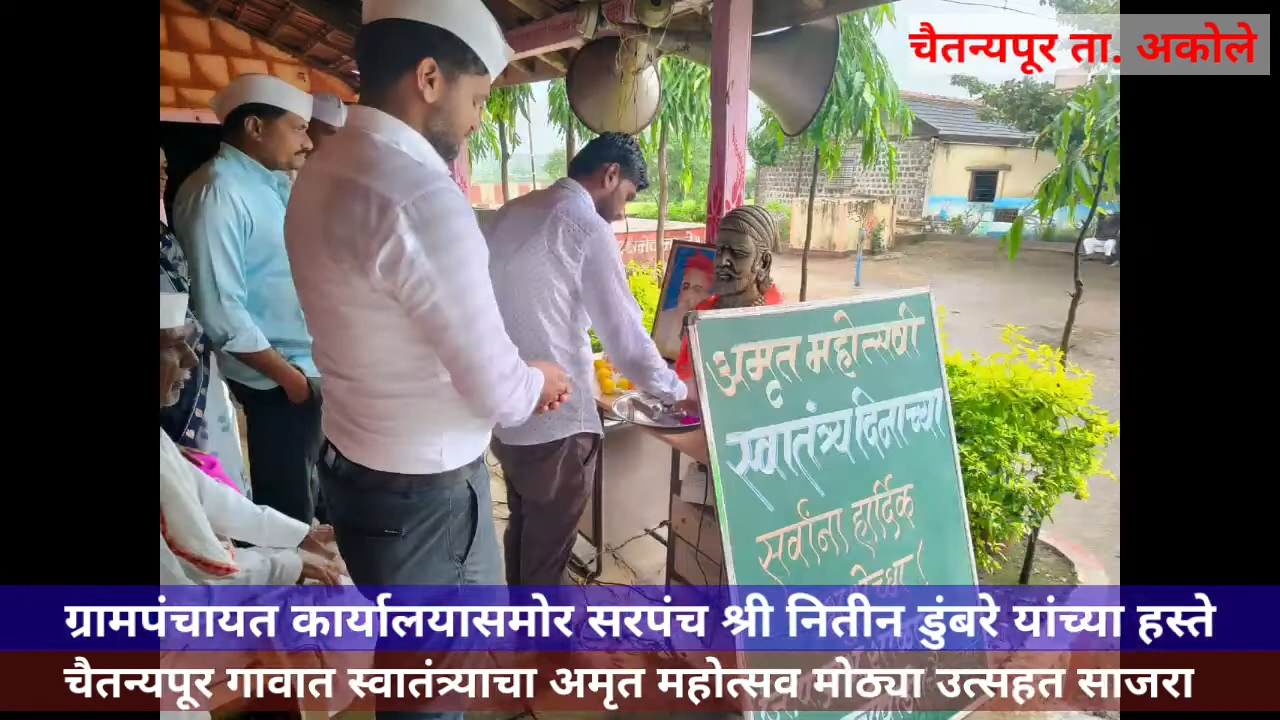 चैतन्यपूर ता. अकोले
अमृत महोत्सवी
स्वातंत्र्यदिनाच्या
सर्वांना हार्दिक
ग्रामपंचायत कार्यालयासमोर सरपंच श्री नितीन डुंबरे यांच्या हस्ते
चैतन्यपूर गावात स्वातंत्र्याचा अमृत महोत्सव मोठ्या उत्सहत साजरा